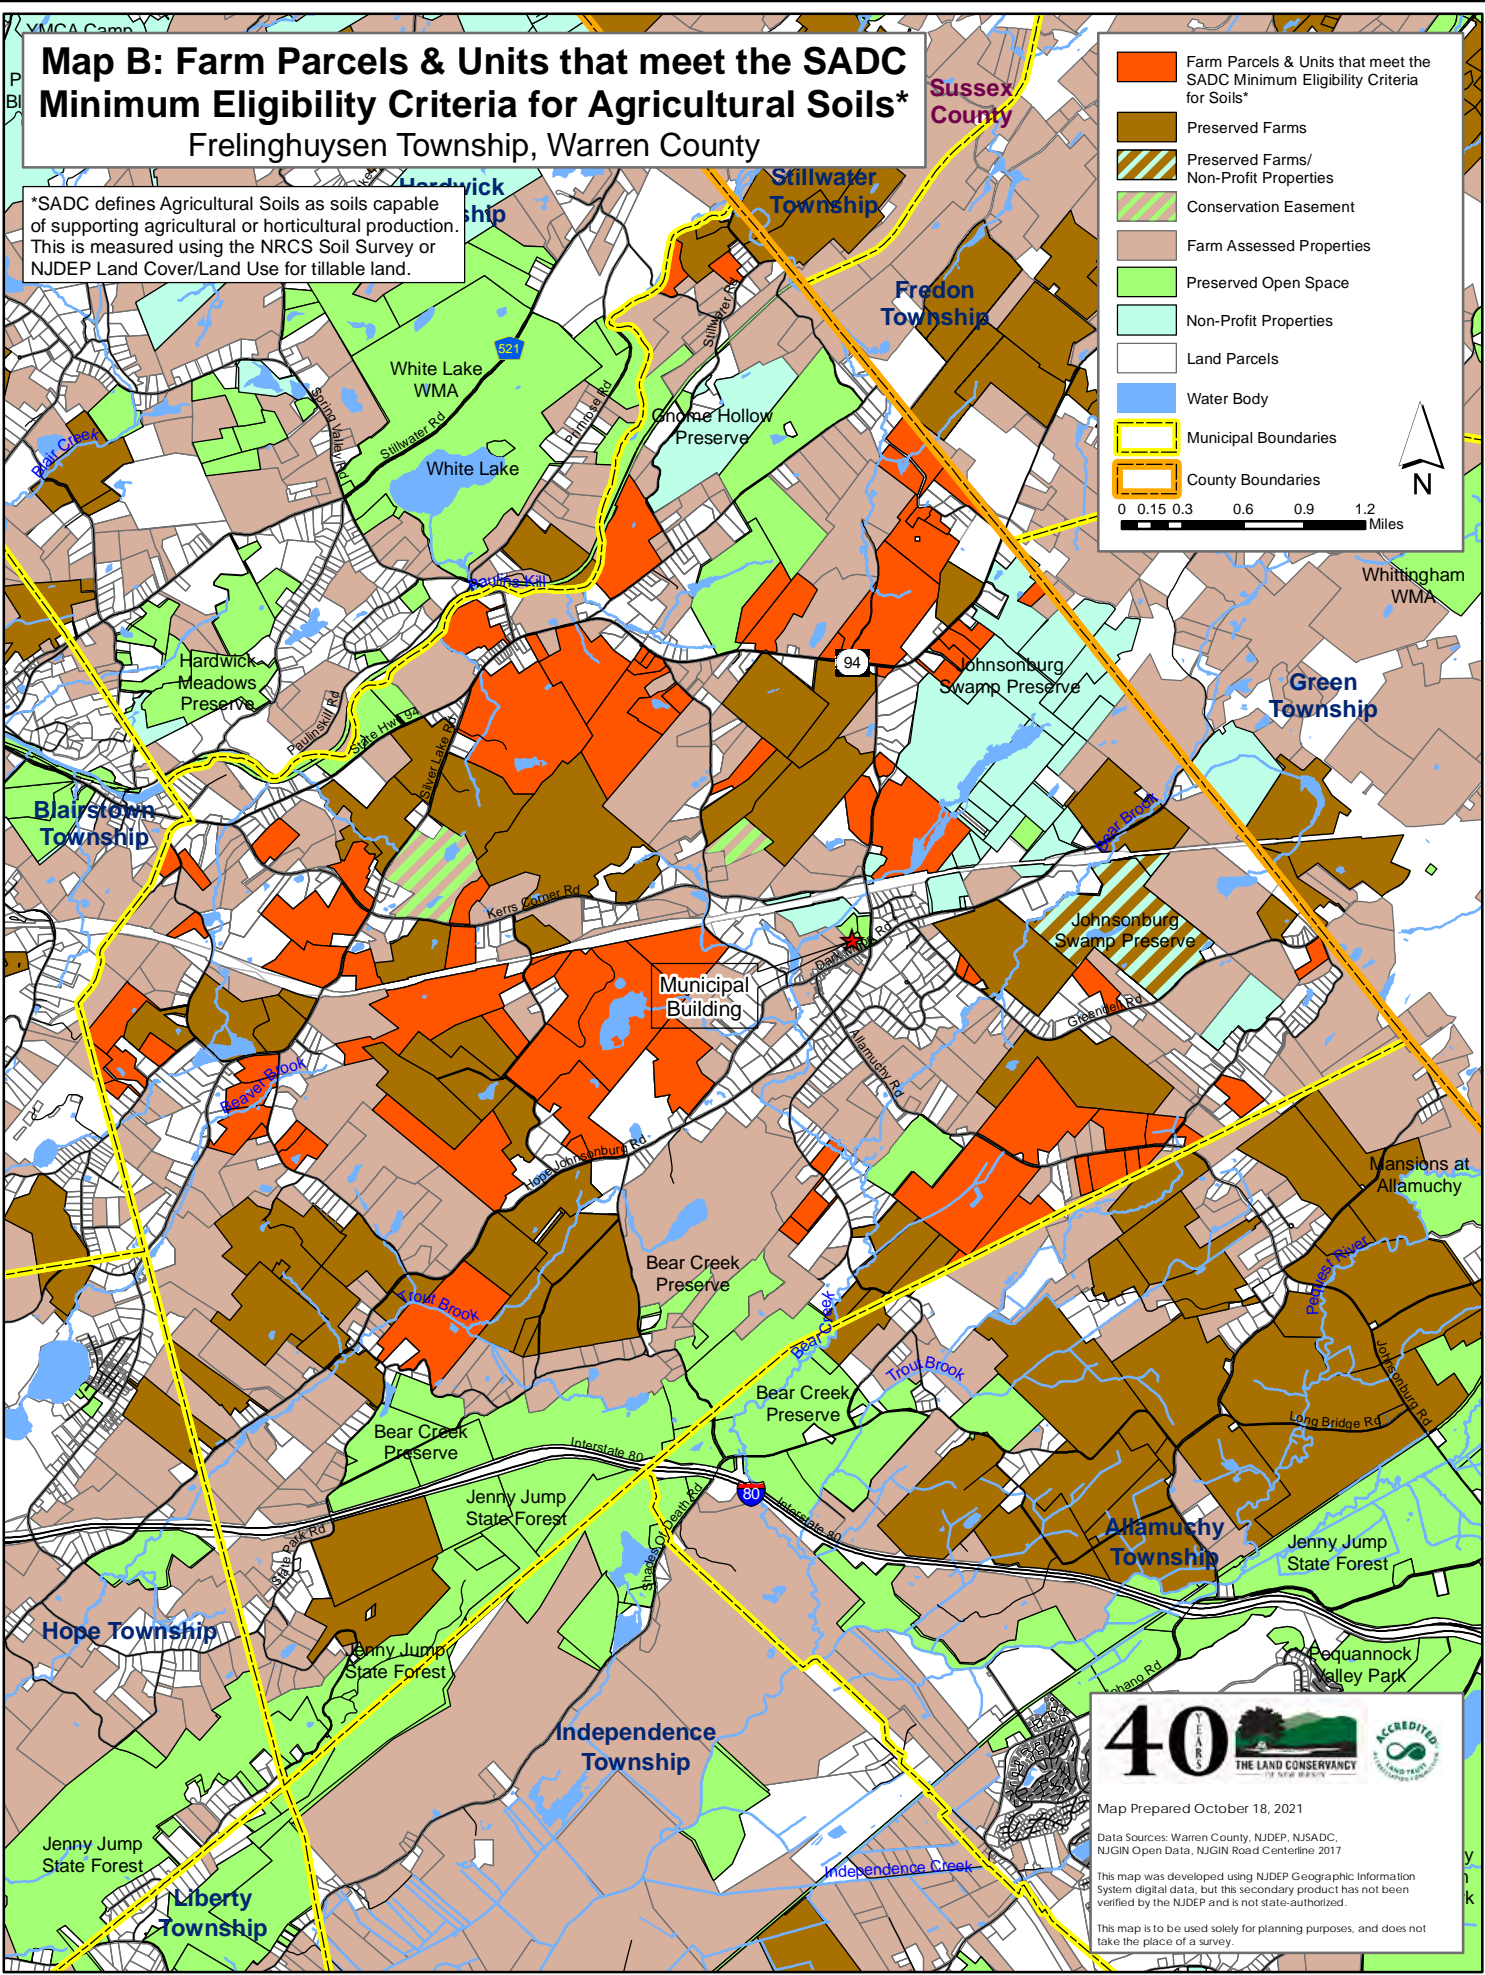 Map B: Farm Parcels & Units that meet the SADC
Minimum Eligibility Criteria for Agricultural Soils*
Frelinghuysen Township, Warren County
*SADC defines Agricultural Soils as soils capable
of supporting agricultural or horticultural production.
This is measured using the NRCS Soil Survey or
NJDEP Land Cover/Land Use for tillable land.
Farm Parcels & Units that meet the
SADC Minimum Eligibility Criteria
for Soils*
Preserved Farms
Preserved Farms/
Non-Profit Properties
Conservation Easement
Farm Assessed Properties
Preserved Open Space
Non-Profit Properties
Land Parcels
Water Body
Municipal Boundaries
County Boundaries
N
0 0.15 0.3 0.6 0.9 1.2
Miles
YMCA Camp
Sussex
County
Hardwick
Stillwater
Township
Fredon
Township
Stillwater Rd
521
White Lake
WMA
Spring Valley Rd
Stillwater Rd
Primrose Rd
Gnome Hollow
Preserve
Blair Creek
White Lake
Paulins Kill
Whittingham
WMA
Hardwick
Meadows
Preserve
94
Johnsonburg
Swamp Preserve
Green
Township
Paulinskill Rd
State Hwy 94
Silver Lake Rd
Blairstown
Township
Bear Brook
Kerrs Corner Rd
Johnsonburg
Swamp Preserve
Municipal
Building
Greendell Rd
Allamuchy Rd
Beaver Brook
Hope Johnsonburg Rd
Mansions at
Allamuchy
Bear Creek
Preserve
Pequest River
Trout Brook
Bear Creek
Trout Brook
Johnsonburg Rd
Bear Creek
Preserve
Long Bridge Rd
Bear Creek
Preserve
Interstate 80
80
Interstate 80
Jenny Jump
State Forest
Shades Of Death Rd
State Park Rd
Allamuchy
Township
Jenny Jump
State Forest
Hope Township
Jenny Jump
State Forest
Pequannock
Valley Park
Independence
Township
Jenny Jump
State Forest
Independence Creek
Liberty
Township
40
YEARS
THE LAND CONSERVANCY
OF NEW JERSEY
ACCREDITED
LAND TRUST
Map Prepared October 18, 2021
Data Sources: Warren County, NJDEP, NJSADC,
NJGIN Open Data, NJGIN Road Centerline 2017
This map was developed using NJDEP Geographic Information
System digital data, but this secondary product has not been
verified by the NJDEP and is not state-authorized.
This map is to be used solely for planning purposes, and does not
take the place of a survey.